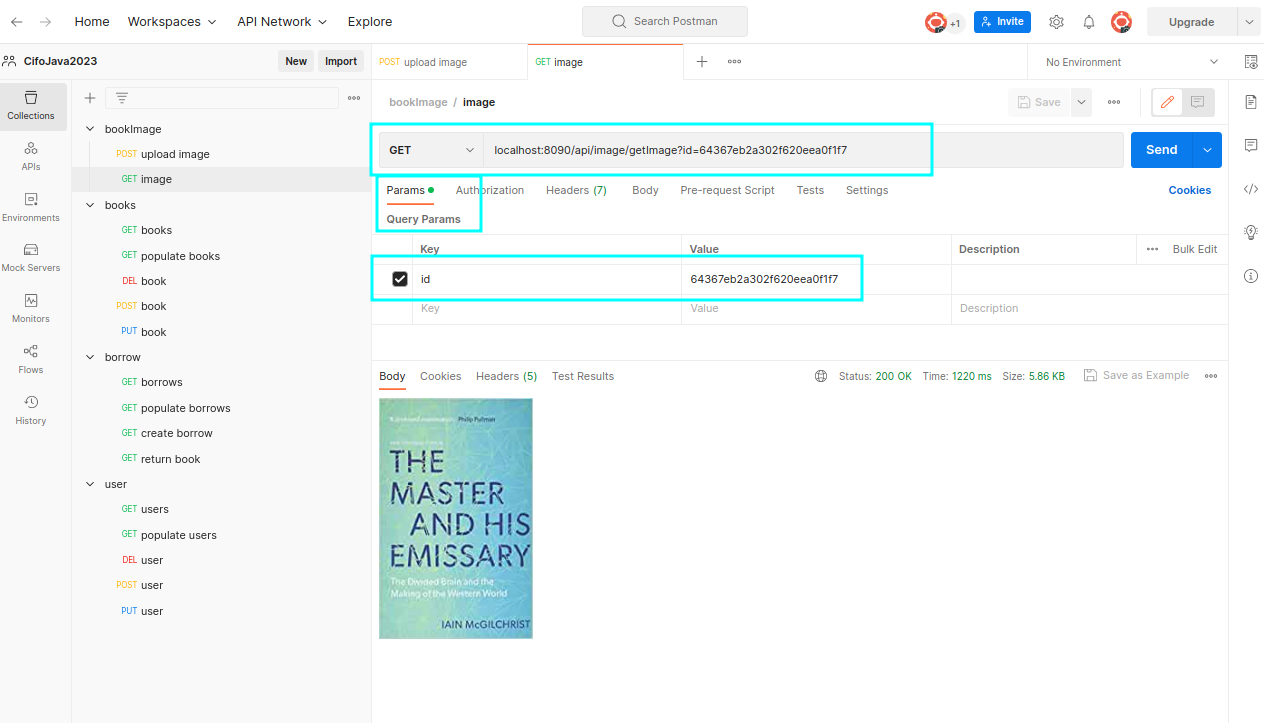 Home Workspaces API Network Explore Search Postman +1 Invite Upgrade
CifoJava2023 New Import POST upload image GET image No Environment
Collections
APIs
Environments
Mock Servers
Monitors
Flows
History
bookImage
POST upload image
GET image
books
GET books
GET populate books
DEL book
POST book
PUT book
borrow
GET borrows
GET populate borrows
GET create borrow
GET return book
user
GET users
GET populate users
DEL user
POST user
PUT user
bookImage / image Save
GET localhost:8090/api/image/getImage?id=64367eb2a302f620eea0f1f7 Send
Params Authorization Headers (7) Body Pre-request Script Tests Settings Cookies
Query Params
Key Value Description Bulk Edit
id 64367eb2a302f620eea0f1f7
Key Value Description
Body Cookies Headers (5) Test Results Status: 200 OK Time: 1220 ms Size: 5.86 KB Save as Example
Philip Pullman
THE
MASTER
AND HIS
EMISSARY
The Divided Brain and the
Making of the Western World
IAIN McGILCHRIST